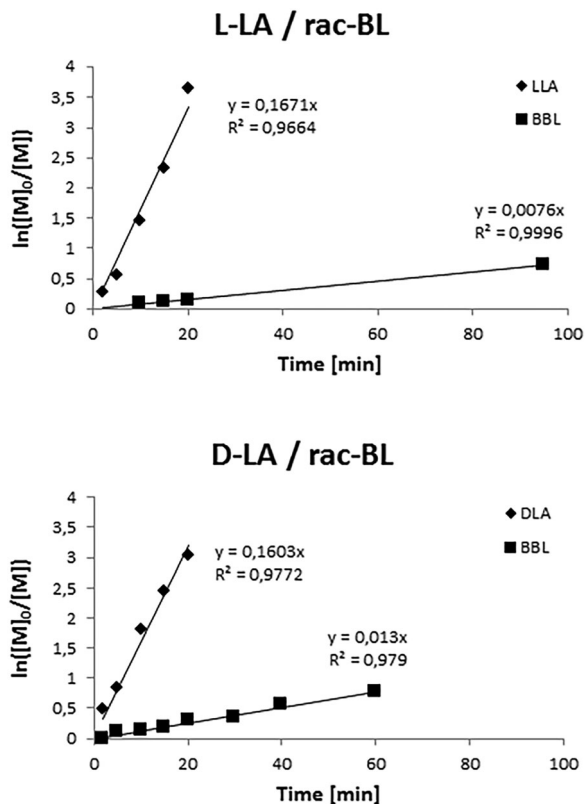 L-LA / rac-BL
4
3,5
3
2,5
2
1,5
1
0,5
0
ln([M]₀/[M])
y = 0,1671x
R² = 0,9664
LLA
BBL
y = 0,0076x
R² = 0,9996
0 20 40 60 80 100
Time [min]
D-LA / rac-BL
4
3,5
3
2,5
2
1,5
1
0,5
0
ln([M]₀/[M])
y = 0,1603x
R² = 0,9772
DLA
BBL
y = 0,013x
R² = 0,979
0 20 40 60 80 100
Time [min]